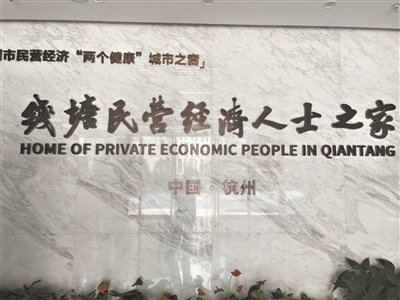 州市民营经济“两个健康”城市之窗」
钱塘民营经济人士之家
HOME OF PRIVATE ECONOMIC PEOPLE IN QIANTANG
中国·杭州